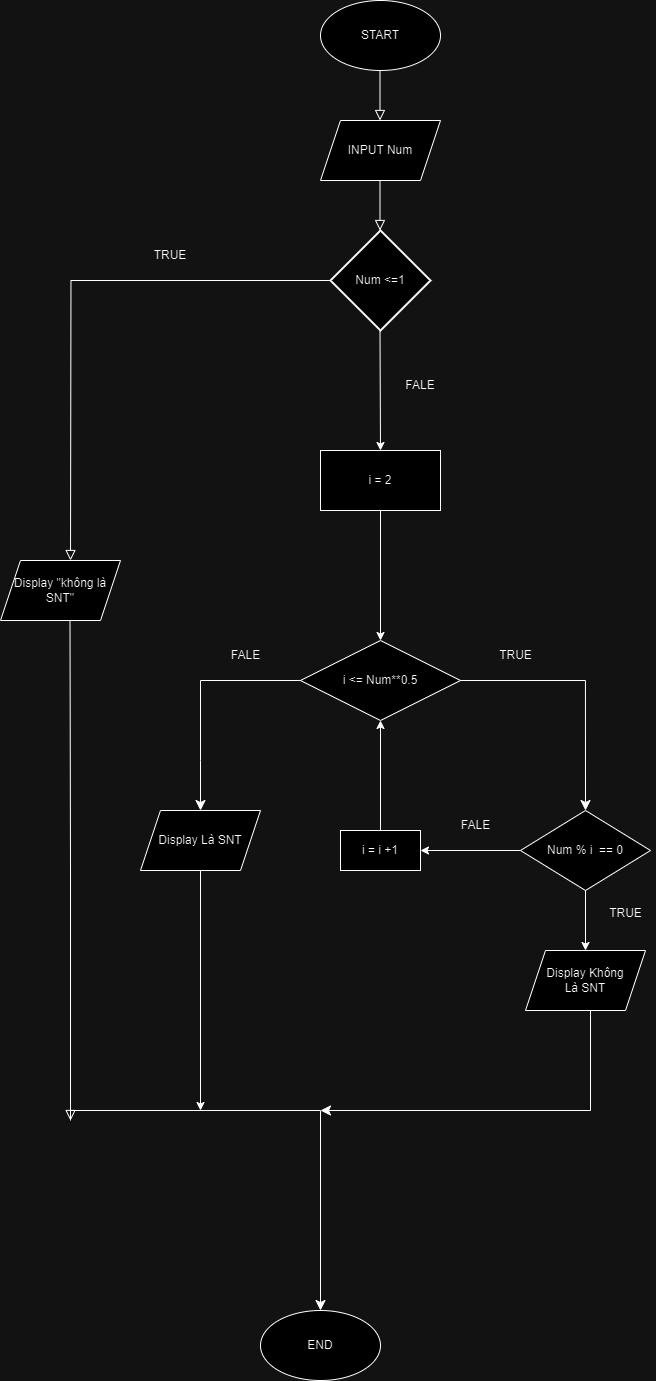 START
INPUT Num
TRUE
Num <=1
FALE
i = 2
Display "không là
SNT"
FALE
TRUE
i <= Num**0.5
Display Là SNT
i = i +1
FALE
Num % i  == 0
TRUE
Display Không
Là SNT
END